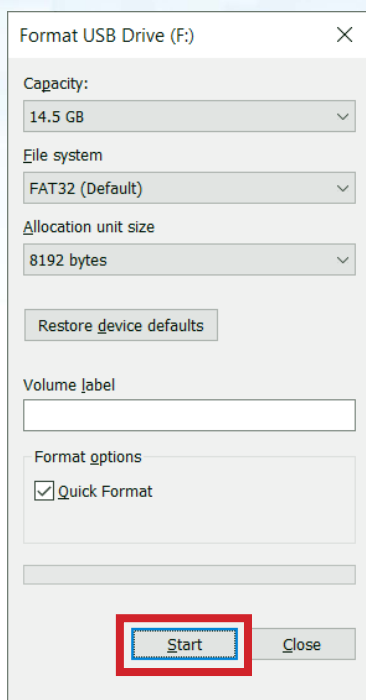 Format USB Drive (F:)
Capacity:
14.5 GB
File system
FAT32 (Default)
Allocation unit size
8192 bytes
Restore device defaults
Volume label
Format options
Quick Format
Start Close